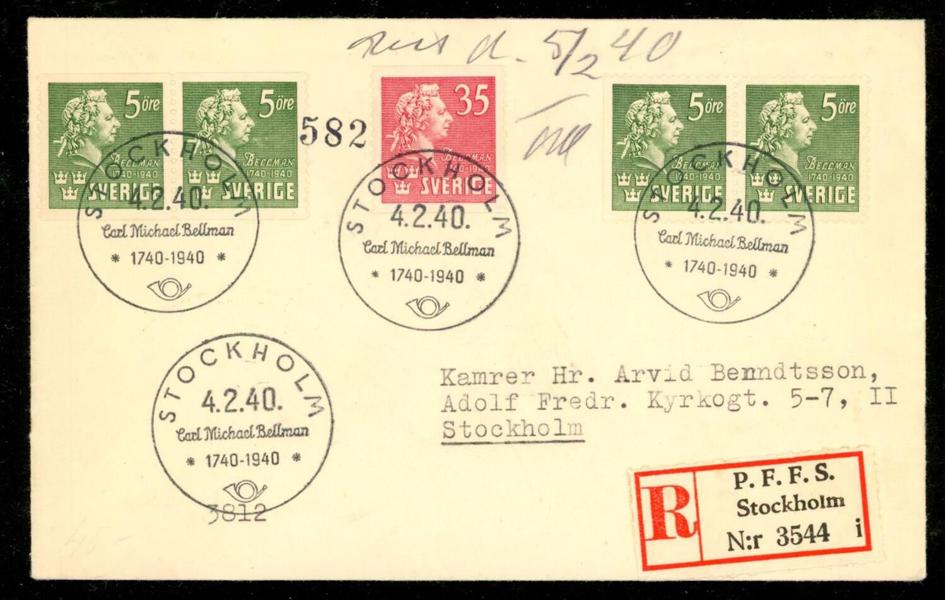 d. 5/2 40
5 öre
BELLMAN
1740-1940
SVERIGE
5 öre
BELLMAN
1740-1940
SVERIGE
582
35
BELLMAN
1740-1940
SVERIGE
5 öre
BELLMAN
1740-1940
SVERIGE
5 öre
BELLMAN
1740-1940
SVERIGE
STOCKHOLM
4.2.40.
Carl Michael Bellman
* 1740-1940 *
STOCKHOLM
4.2.40.
Carl Michael Bellman
* 1740-1940 *
STOCKHOLM
4.2.40.
Carl Michael Bellman
* 1740-1940 *
STOCKHOLM
4.2.40.
Carl Michael Bellman
* 1740-1940 *
3812
Kamrer Hr. Arvid Benndtsson,
Adolf Fredr. Kyrkogt. 5-7, II
Stockholm
R
P. F. F. S.
Stockholm
N:r 3544 i